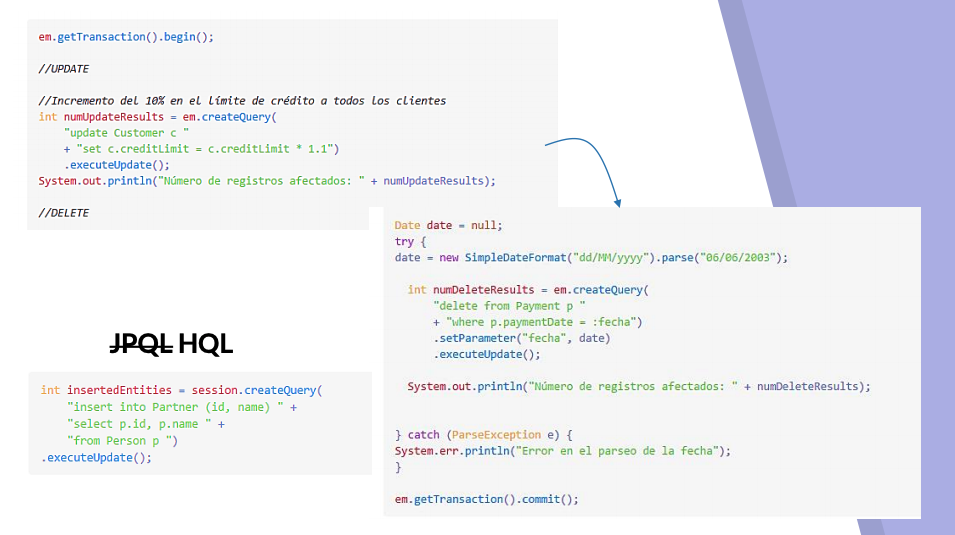 em.getTransaction().begin();
//UPDATE
//Incremento del 10% en el límite de crédito a todos los clientes
int numUpdateResults = em.createQuery(
"update Customer c "
+ "set c.creditLimit = c.creditLimit * 1.1")
.executeUpdate();
System.out.println("Número de registros afectados: " + numUpdateResults);
//DELETE
Date date = null;
try {
date = new SimpleDateFormat("dd/MM/yyyy").parse("06/06/2003");
int numDeleteResults = em.createQuery(
"delete from Payment p "
+ "where p.paymentDate = :fecha")
.setParameter("fecha", date)
.executeUpdate();
System.out.println("Número de registros afectados: " + numDeleteResults);
} catch (ParseException e) {
System.err.println("Error en el parseo de la fecha");
}
em.getTransaction().commit();
JPQL HQL
int insertedEntities = session.createQuery(
"insert into Partner (id, name) " +
"select p.id, p.name " +
"from Person p ")
.executeUpdate();